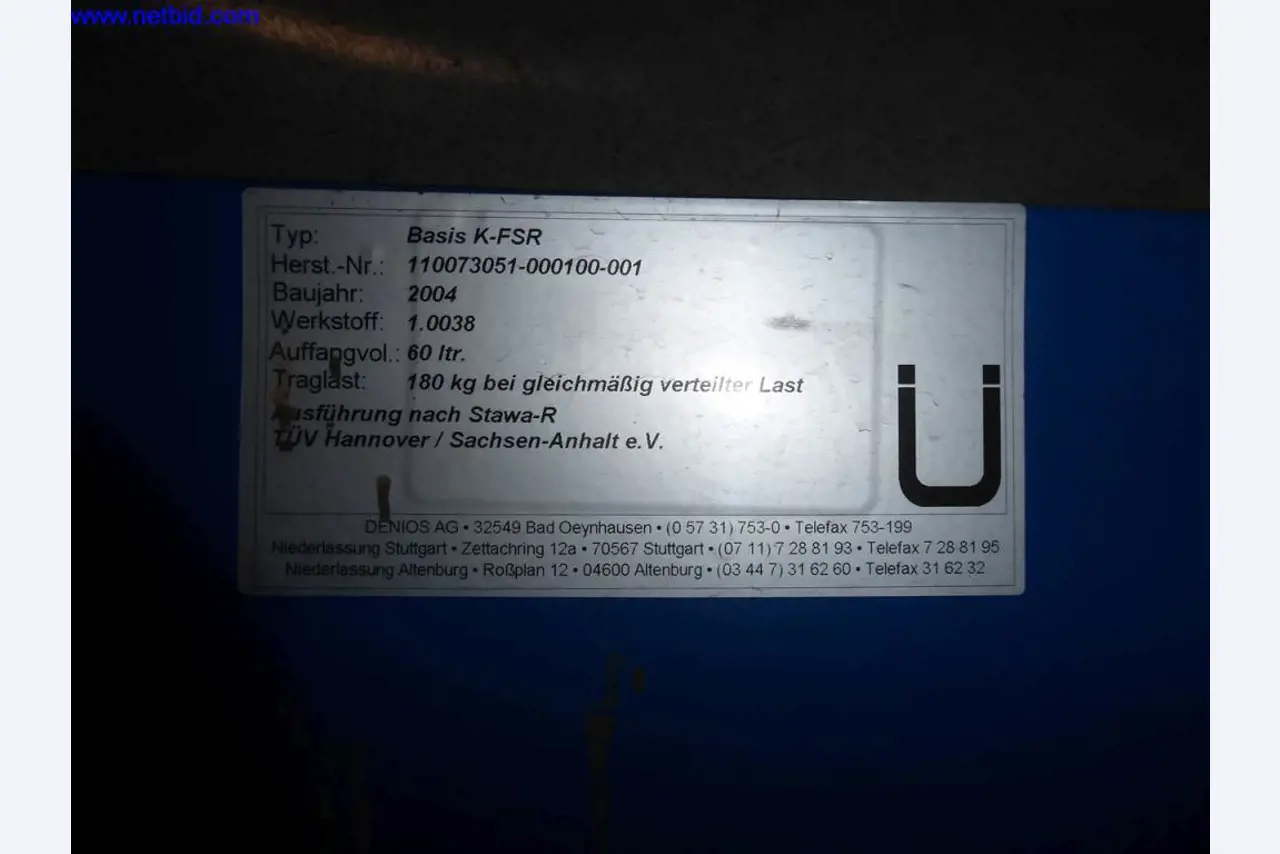 www.netbid.com
Typ: Basis K-FSR
Herst.-Nr.: 110073051-000100-001
Baujahr: 2004
Werkstoff: 1.0038
Auffangvol.: 60 ltr.
Traglast: 180 kg bei gleichmäßig verteilter Last
Ausführung nach Stawa-R
TÜV Hannover / Sachsen-Anhalt e.V.
Ü
DENIOS AG • 32549 Bad Oeynhausen • (0 57 31) 753-0 • Telefax 753-199
Niederlassung Stuttgart • Zettachring 12a • 70567 Stuttgart • (07 11) 7 28 81 93 • Telefax 7 28 81 95
Niederlassung Altenburg • Roßplan 12 • 04600 Altenburg • (03 44 7) 31 62 60 • Telefax 31 62 32